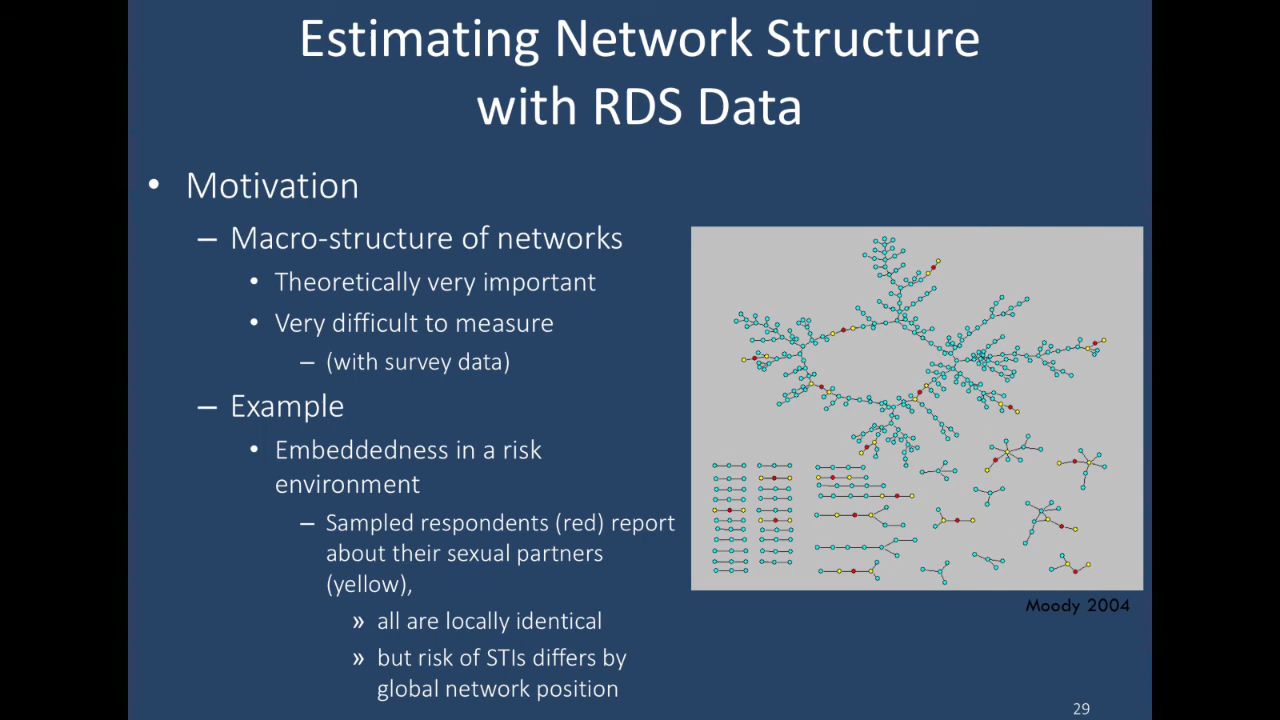 Estimating Network Structure
with RDS Data
• Motivation
– Macro-structure of networks
• Theoretically very important
• Very difficult to measure
– (with survey data)
– Example
• Embeddedness in a risk
environment
– Sampled respondents (red) report
about their sexual partners
(yellow),
» all are locally identical
» but risk of STIs differs by
global network position
Moody 2004
29